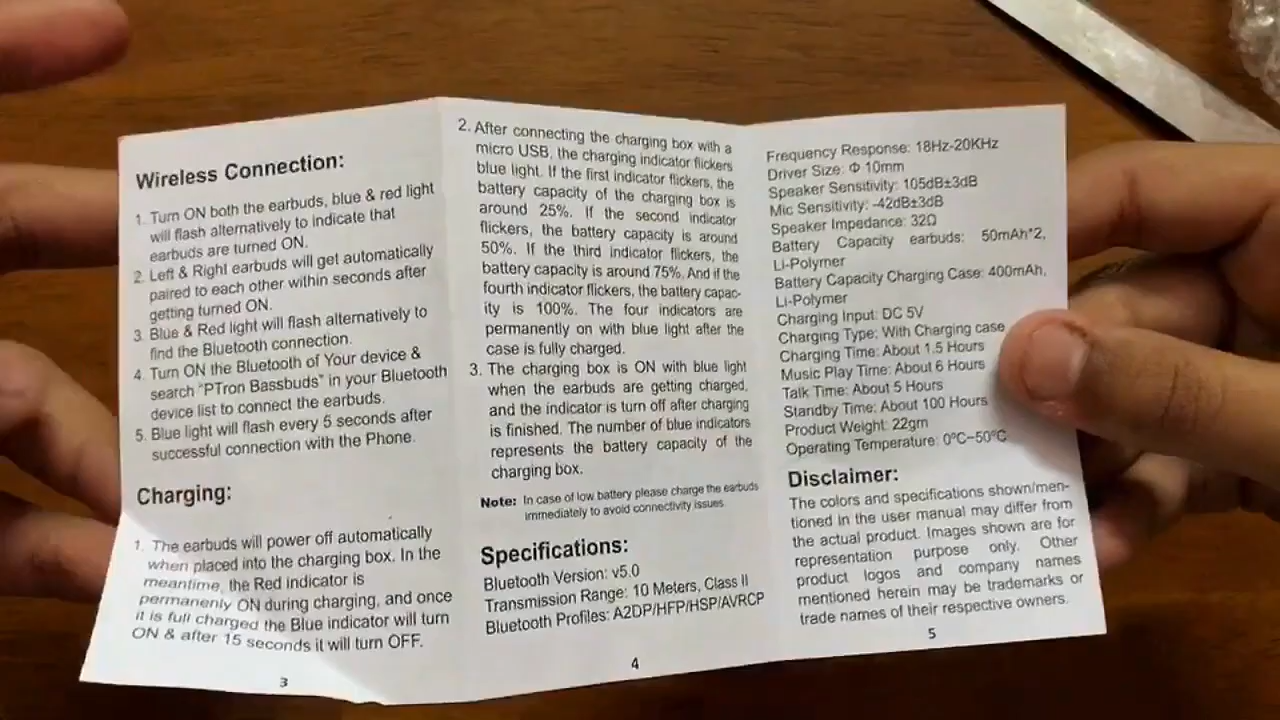 Wireless Connection:
1. Turn ON both the earbuds, blue & red light
will flash alternatively to indicate that
earbuds are turned ON.
2. Left & Right earbuds will get automatically
paired to each other within seconds after
getting turned ON.
3. Blue & Red light will flash alternatively to
find the Bluetooth connection.
4. Turn ON the Bluetooth of Your device &
search "PTron Bassbuds" in your Bluetooth
device list to connect the earbuds.
5. Blue light will flash every 5 seconds after
successful connection with the Phone.
Charging:
1. The earbuds will power off automatically
when placed into the charging box. In the
meantime, the Red indicator is
permanenly ON during charging, and once
it is full charged the Blue indicator will turn
ON & after 15 seconds it will turn OFF.
3
2. After connecting the charging box with a
micro USB, the charging indicator flickers
blue light. If the first indicator flickers, the
battery capacity of the charging box is
around 25%. If the second indicator
flickers, the battery capacity is around
50%. If the third indicator flickers, the
battery capacity is around 75%. And if the
fourth indicator flickers, the battery capac-
ity is 100%. The four indicators are
permanently on with blue light after the
case is fully charged.
3. The charging box is ON with blue light
when the earbuds are getting charged,
and the indicator is turn off after charging
is finished. The number of blue indicators
represents the battery capacity of the
charging box.
Note: In case of low battery please charge the earbuds
immediately to avoid connectivity issues
Specifications:
Bluetooth Version: v5.0
Transmission Range: 10 Meters, Class II
Bluetooth Profiles: A2DP/HFP/HSP/AVRCP
4
Frequency Response: 18Hz-20KHz
Driver Size: Φ 10mm
Speaker Sensitivity: 105dB±3dB
Mic Sensitivity: -42dB±3dB
Speaker Impedance: 32Ω
Battery Capacity earbuds: 50mAh*2,
Li-Polymer
Battery Capacity Charging Case: 400mAh,
Li-Polymer
Charging Input: DC 5V
Charging Type: With Charging case
Charging Time: About 1.5 Hours
Music Play Time: About 6 Hours
Talk Time: About 5 Hours
Standby Time: About 100 Hours
Product Weight: 22gm
Operating Temperature: 0ºC~50ºC
Disclaimer:
The colors and specifications shown/men-
tioned in the user manual may differ from
the actual product. Images shown are for
representation purpose only. Other
product logos and company names
mentioned herein may be trademarks or
trade names of their respective owners.
5